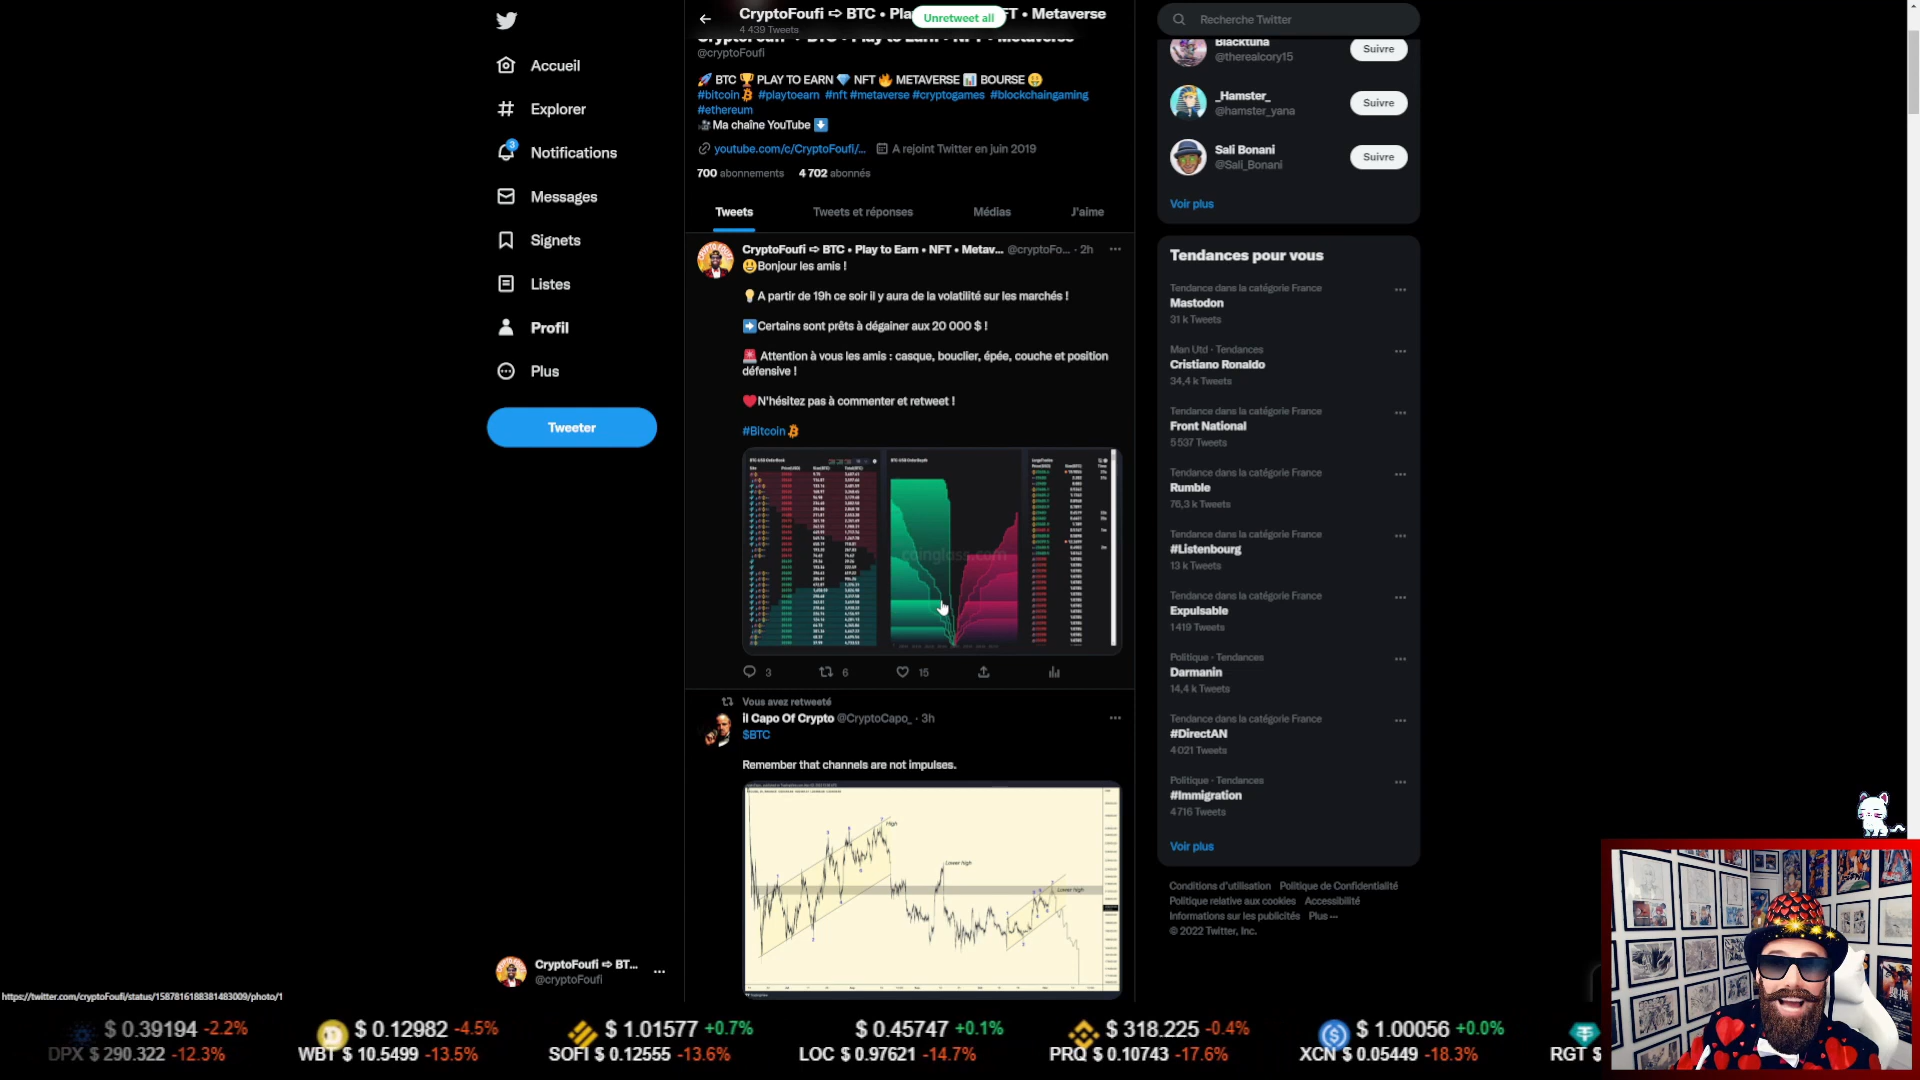 CryptoFoufi ⇨ BTC • Pla
Unretweet all
FT • Metaverse
4 439 Tweets
@cryptoFoufi
🚀 BTC 🏆 PLAY TO EARN 💎 NFT 🔥 METAVERSE 📊 BOURSE 🤑
#bitcoin #playtoearn #nft #metaverse #cryptogames #blockchaingaming
#ethereum
🎥 Ma chaîne YouTube ⬇️
youtube.com/c/CryptoFoufi/... A rejoint Twitter en juin 2019
700 abonnements 4 702 abonnés
Tweets Tweets et réponses Médias J'aime
Accueil
Explorer
3
Notifications
Messages
Signets
Listes
Profil
Plus
Tweeter
CryptoFoufi ⇨ BTC • Play to Earn • NFT • Metav... @cryptoFo... · 2h
😃Bonjour les amis !
💡A partir de 19h ce soir il y aura de la volatilité sur les marchés !
➡️Certains sont prêts à dégainer aux 20 000 $ !
🚨 Attention à vous les amis : casque, bouclier, épée, couche et position
défensive !
❤️N'hésitez pas à commenter et retweet !
#Bitcoin
coinglass.com
3 6 15
Vous avez retweeté
il Capo Of Crypto @CryptoCapo_ · 3h
$BTC
Remember that channels are not impulses.
High
Lower high
Lower high
Recherche Twitter
Blacktuna
@therealcory15
Suivre
_Hamster_
@hamster_yana
Suivre
Sali Bonani
@Sali_Bonani
Suivre
Voir plus
Tendances pour vous
Tendance dans la catégorie France
Mastodon
31 k Tweets
Man Utd · Tendances
Cristiano Ronaldo
34,4 k Tweets
Tendance dans la catégorie France
Front National
5 537 Tweets
Tendance dans la catégorie France
Rumble
76,3 k Tweets
Tendance dans la catégorie France
#Listenbourg
13 k Tweets
Tendance dans la catégorie France
Expulsable
1 419 Tweets
Politique · Tendances
Darmanin
14,4 k Tweets
Tendance dans la catégorie France
#DirectAN
4 021 Tweets
Politique · Tendances
#Immigration
4 716 Tweets
Voir plus
Conditions d'utilisation Politique de Confidentialité
Politique relative aux cookies Accessibilité
Informations sur les publicités Plus ···
© 2022 Twitter, Inc.
CryptoFoufi ⇨ BT...
@cryptoFoufi
https://twitter.com/cryptoFoufi/status/1587816188381483009/photo/1
$ 0.39194 -2.2% $ 0.12982 -4.5% $ 1.01577 +0.7% $ 0.45747 +0.1% $ 318.225 -0.4% $ 1.00056 +0.0%
DPX $ 290.322 -12.3% WBT $ 10.5499 -13.5% SOFI $ 0.12555 -13.6% LOC $ 0.97621 -14.7% PRQ $ 0.10743 -17.6% XCN $ 0.05449 -18.3% RGT $